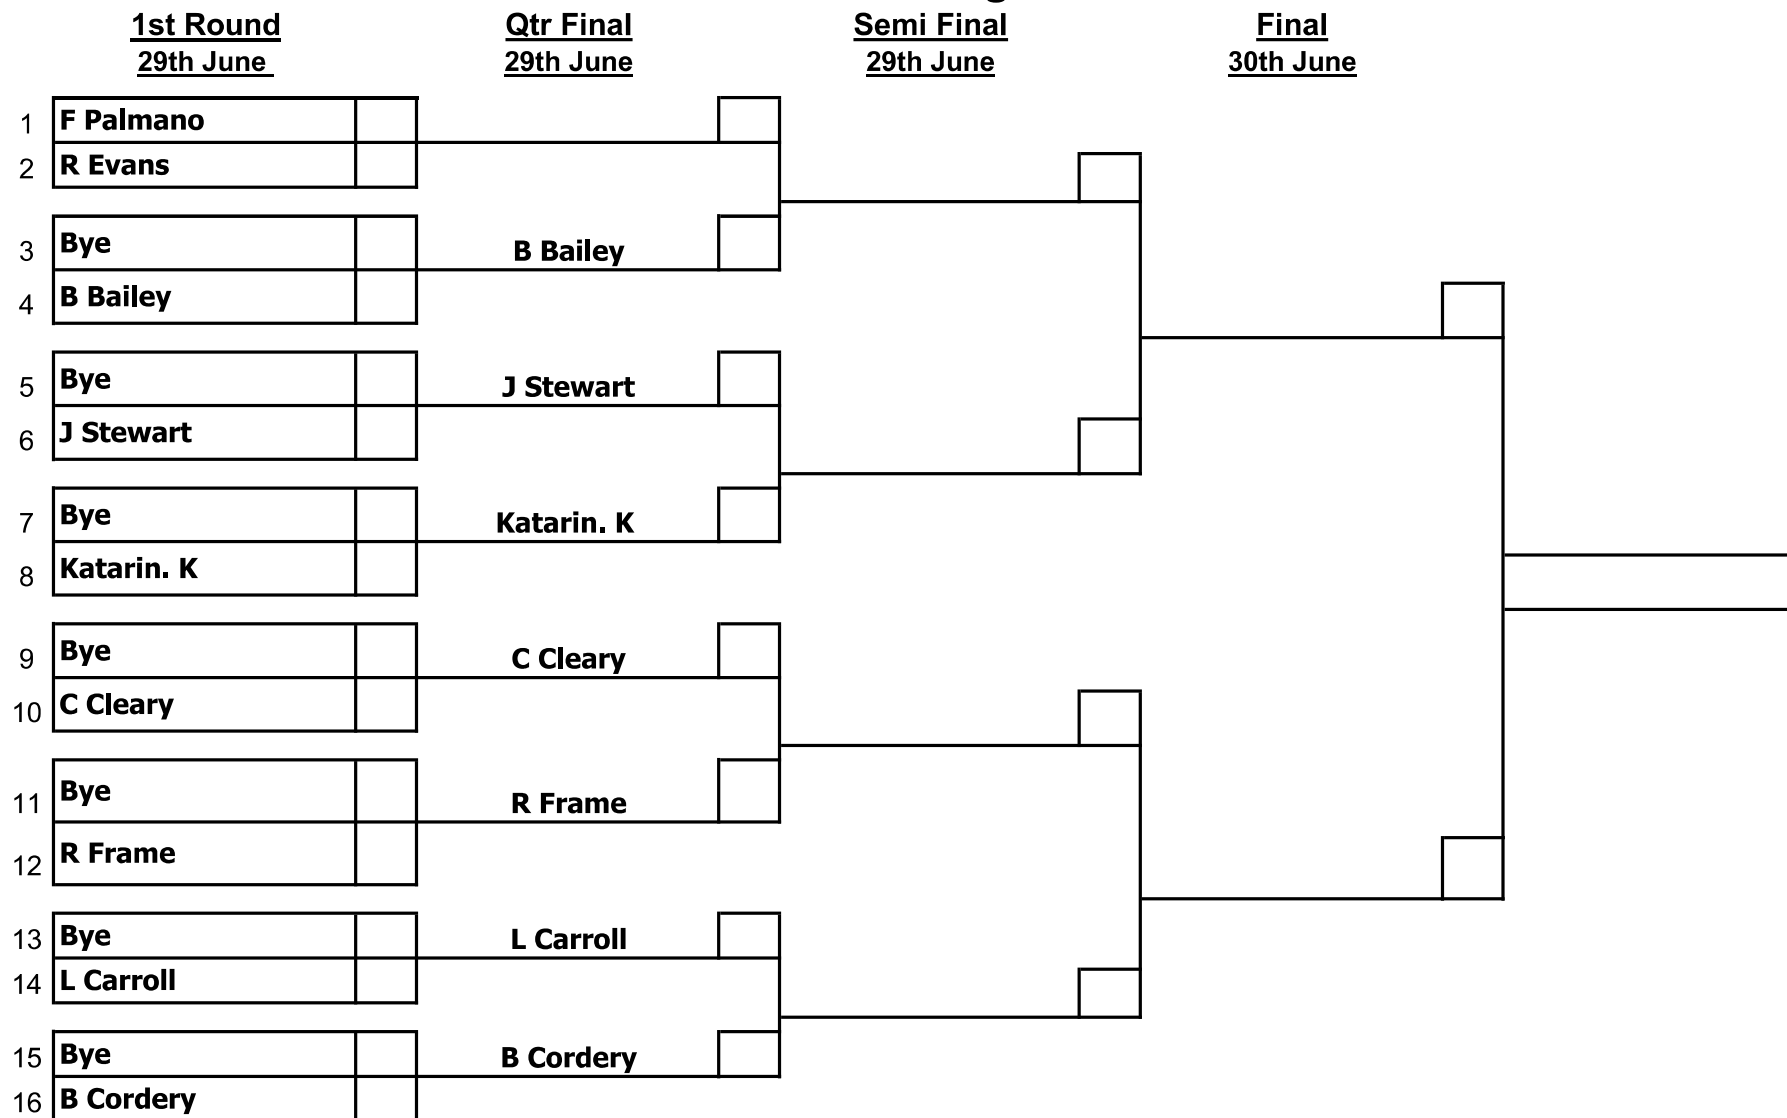 1st Round Qtr Final Semi Final Final
29th June 29th June 29th June 30th June
1 F Palmano
2 R Evans
3 Bye B Bailey
4 B Bailey
5 Bye J Stewart
6 J Stewart
7 Bye Katarin. K
8 Katarin. K
9 Bye C Cleary
10 C Cleary
11 Bye R Frame
12 R Frame
13 Bye L Carroll
14 L Carroll
15 Bye B Cordery
16 B Cordery